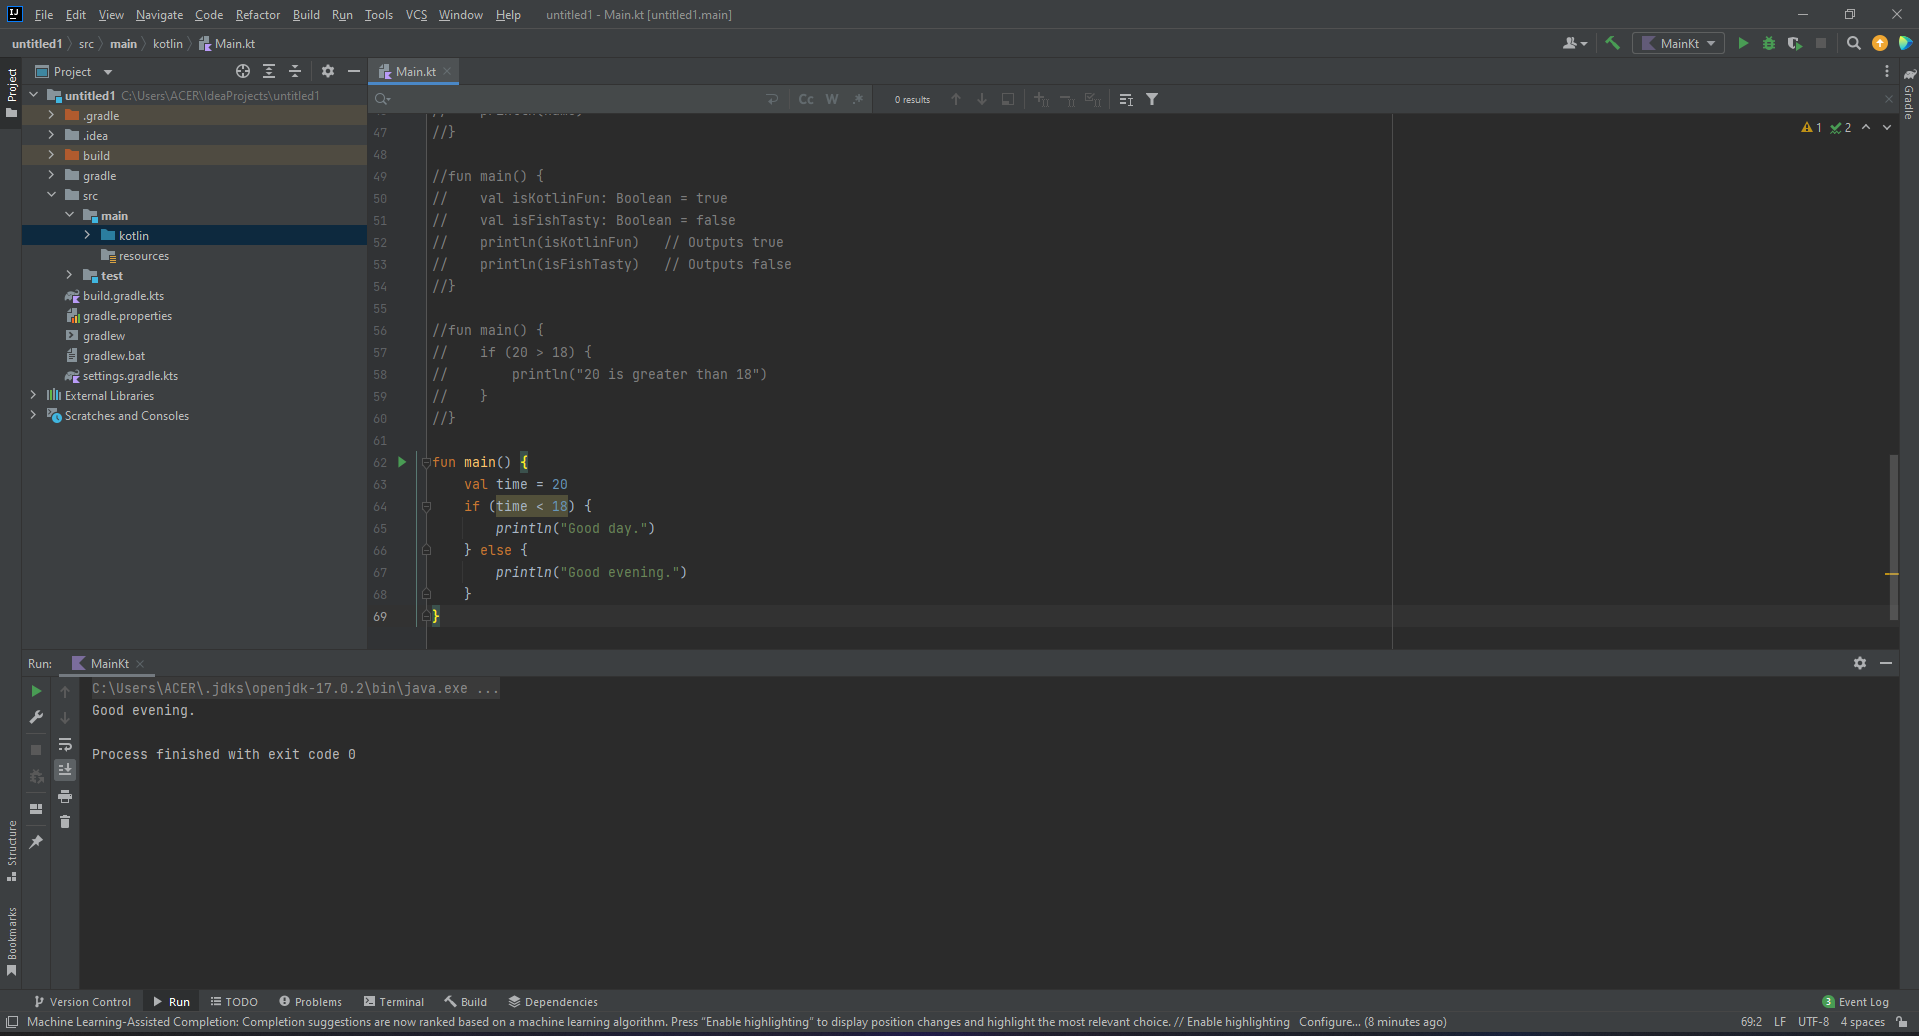 File Edit View Navigate Code Refactor Build Run Tools VCS Window Help untitled1 - Main.kt [untitled1.main]
untitled1 src main kotlin Main.kt MainKt
Project
Project
Main.kt
Gradle
Cc W .* 0 results
untitled1 C:\Users\ACER\IdeaProjects\untitled1
.gradle
.idea
build
gradle
src
main
kotlin
resources
test
build.gradle.kts
gradle.properties
gradlew
gradlew.bat
settings.gradle.kts
External Libraries
Scratches and Consoles
1 2
47 //}
48
49 //fun main() {
50 //    val isKotlinFun: Boolean = true
51 //    val isFishTasty: Boolean = false
52 //    println(isKotlinFun)   // Outputs true
53 //    println(isFishTasty)   // Outputs false
54 //}
55
56 //fun main() {
57 //    if (20 > 18) {
58 //        println("20 is greater than 18")
59 //    }
60 //}
61
62 fun main() {
63     val time = 20
64     if (time < 18) {
65         println("Good day.")
66     } else {
67         println("Good evening.")
68     }
69 }
Run: MainKt
C:\Users\ACER\.jdks\openjdk-17.0.2\bin\java.exe ...
Good evening.
Process finished with exit code 0
Structure
Bookmarks
Version Control Run TODO Problems Terminal Build Dependencies 3 Event Log
Machine Learning-Assisted Completion: Completion suggestions are now ranked based on a machine learning algorithm. Press “Enable highlighting” to display position changes and highlight the most relevant choice. // Enable highlighting Configure... (8 minutes ago) 69:2 LF UTF-8 4 spaces